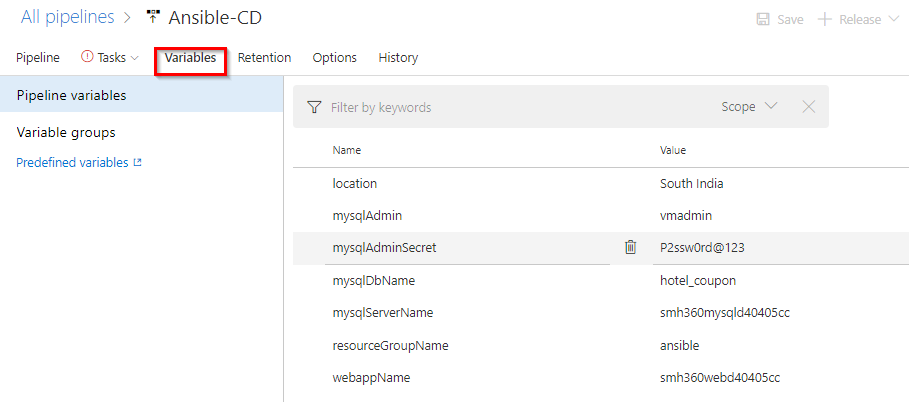 All pipelines > Ansible-CD
Save + Release
Pipeline Tasks Variables Retention Options History
Pipeline variables
Variable groups
Predefined variables
Filter by keywords Scope
Name Value
location South India
mysqlAdmin vmadmin
mysqlAdminSecret P2ssw0rd@123
mysqlDbName hotel_coupon
mysqlServerName smh360mysqld40405cc
resourceGroupName ansible
webappName smh360webd40405cc